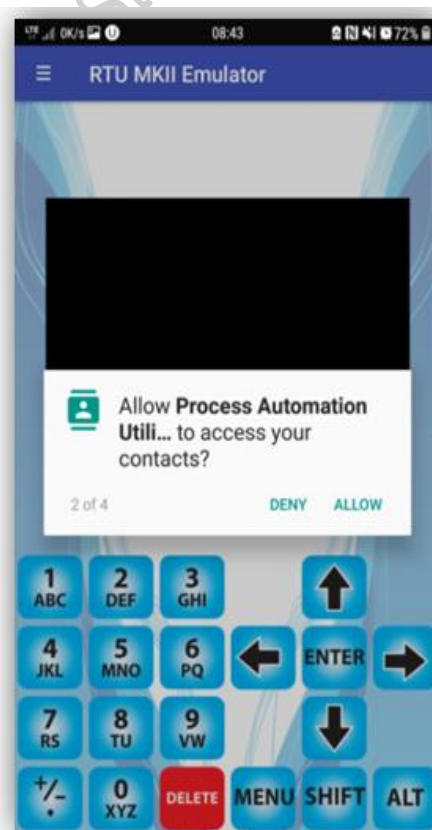 LTE 0K/s 08:43 72%
RTU MKII Emulator
Allow Process Automation
Utili... to access your
contacts?
2 of 4 DENY ALLOW
1 2 3
ABC DEF GHI
4 5 6 ENTER
JKL MNO PQ
7 8 9
RS TU VW
+/- 0 DELETE MENU SHIFT ALT
. XYZ